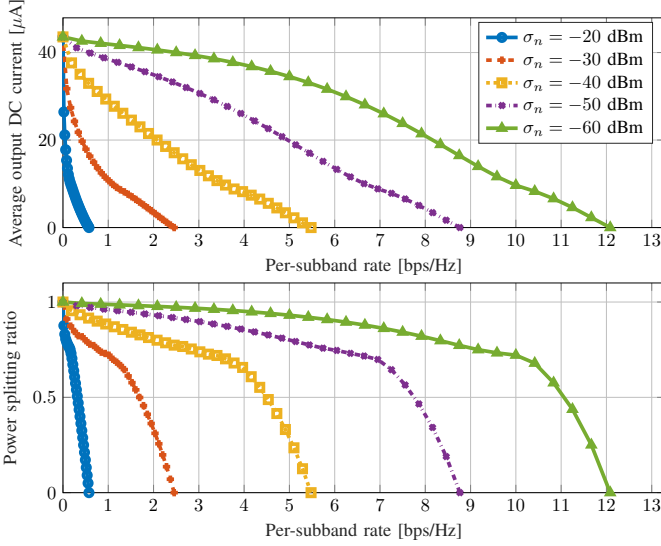 Average output DC current [μA]
40
20
0
σn = −20 dBm
σn = −30 dBm
σn = −40 dBm
σn = −50 dBm
σn = −60 dBm
0 1 2 3 4 5 6 7 8 9 10 11 12 13
Per-subband rate [bps/Hz]
Power splitting ratio
1
0.5
0
0 1 2 3 4 5 6 7 8 9 10 11 12 13
Per-subband rate [bps/Hz]